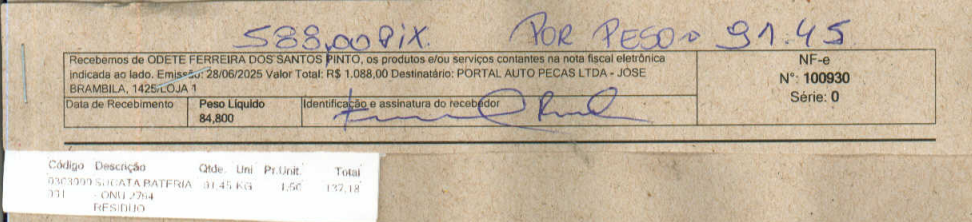 588,00 PIX. POR PESO 91.45
Recebemos de ODETE FERREIRA DOS SANTOS PINTO, os produtos e/ou serviços contantes na nota fiscal eletrônica
indicada ao lado. Emissão: 28/06/2025 Valor Total: R$ 1.088,00 Destinatário: PORTAL AUTO PECAS LTDA - JOSE
BRAMBILA, 1425 LOJA 1
NF-e
N°: 100930
Série: 0
Data de Recebimento
Peso Líquido
84,800
Identificação e assinatura do recebedor
Código Descrição Qtde. Uni Pr.Unit. Total
SUCATA BATERIA 91,45 KG 1,50 137,18
- ONU 2794
RESIDUO